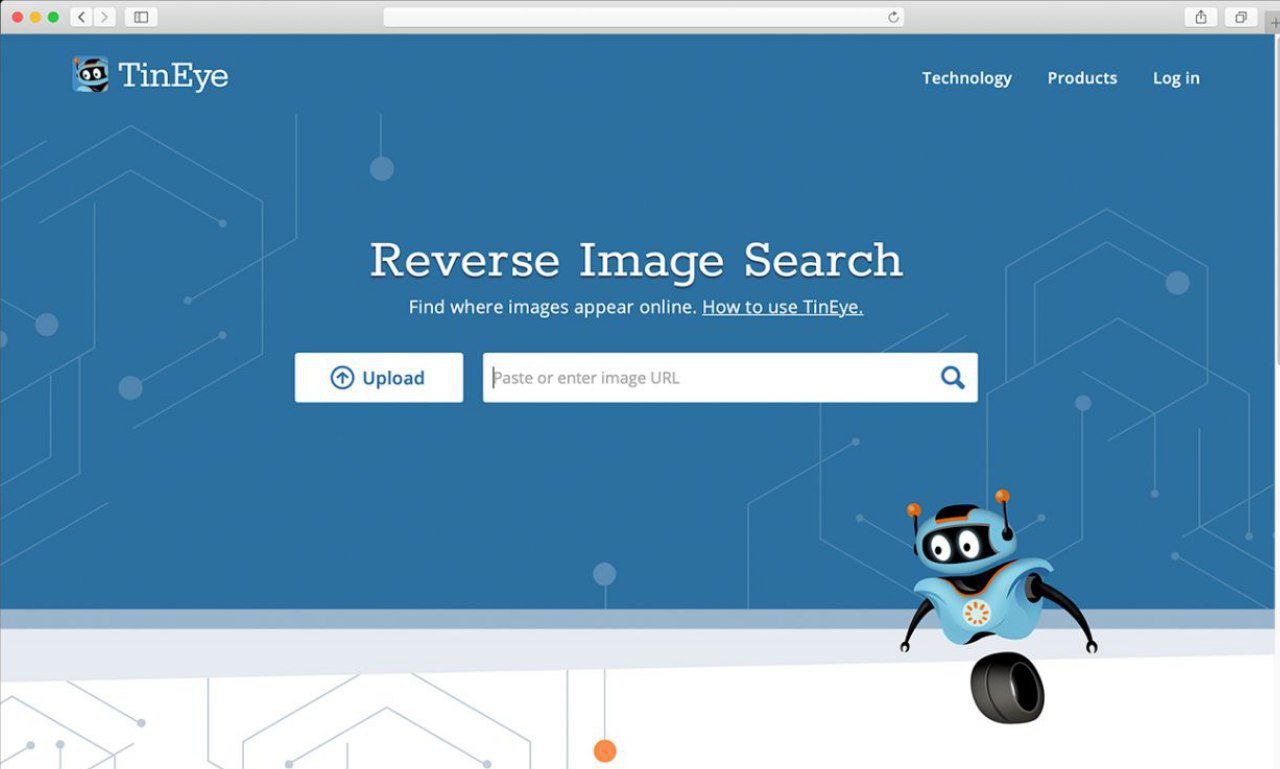 TinEye
Technology Products Log in
Reverse Image Search
Find where images appear online. How to use TinEye.
Upload
Paste or enter image URL